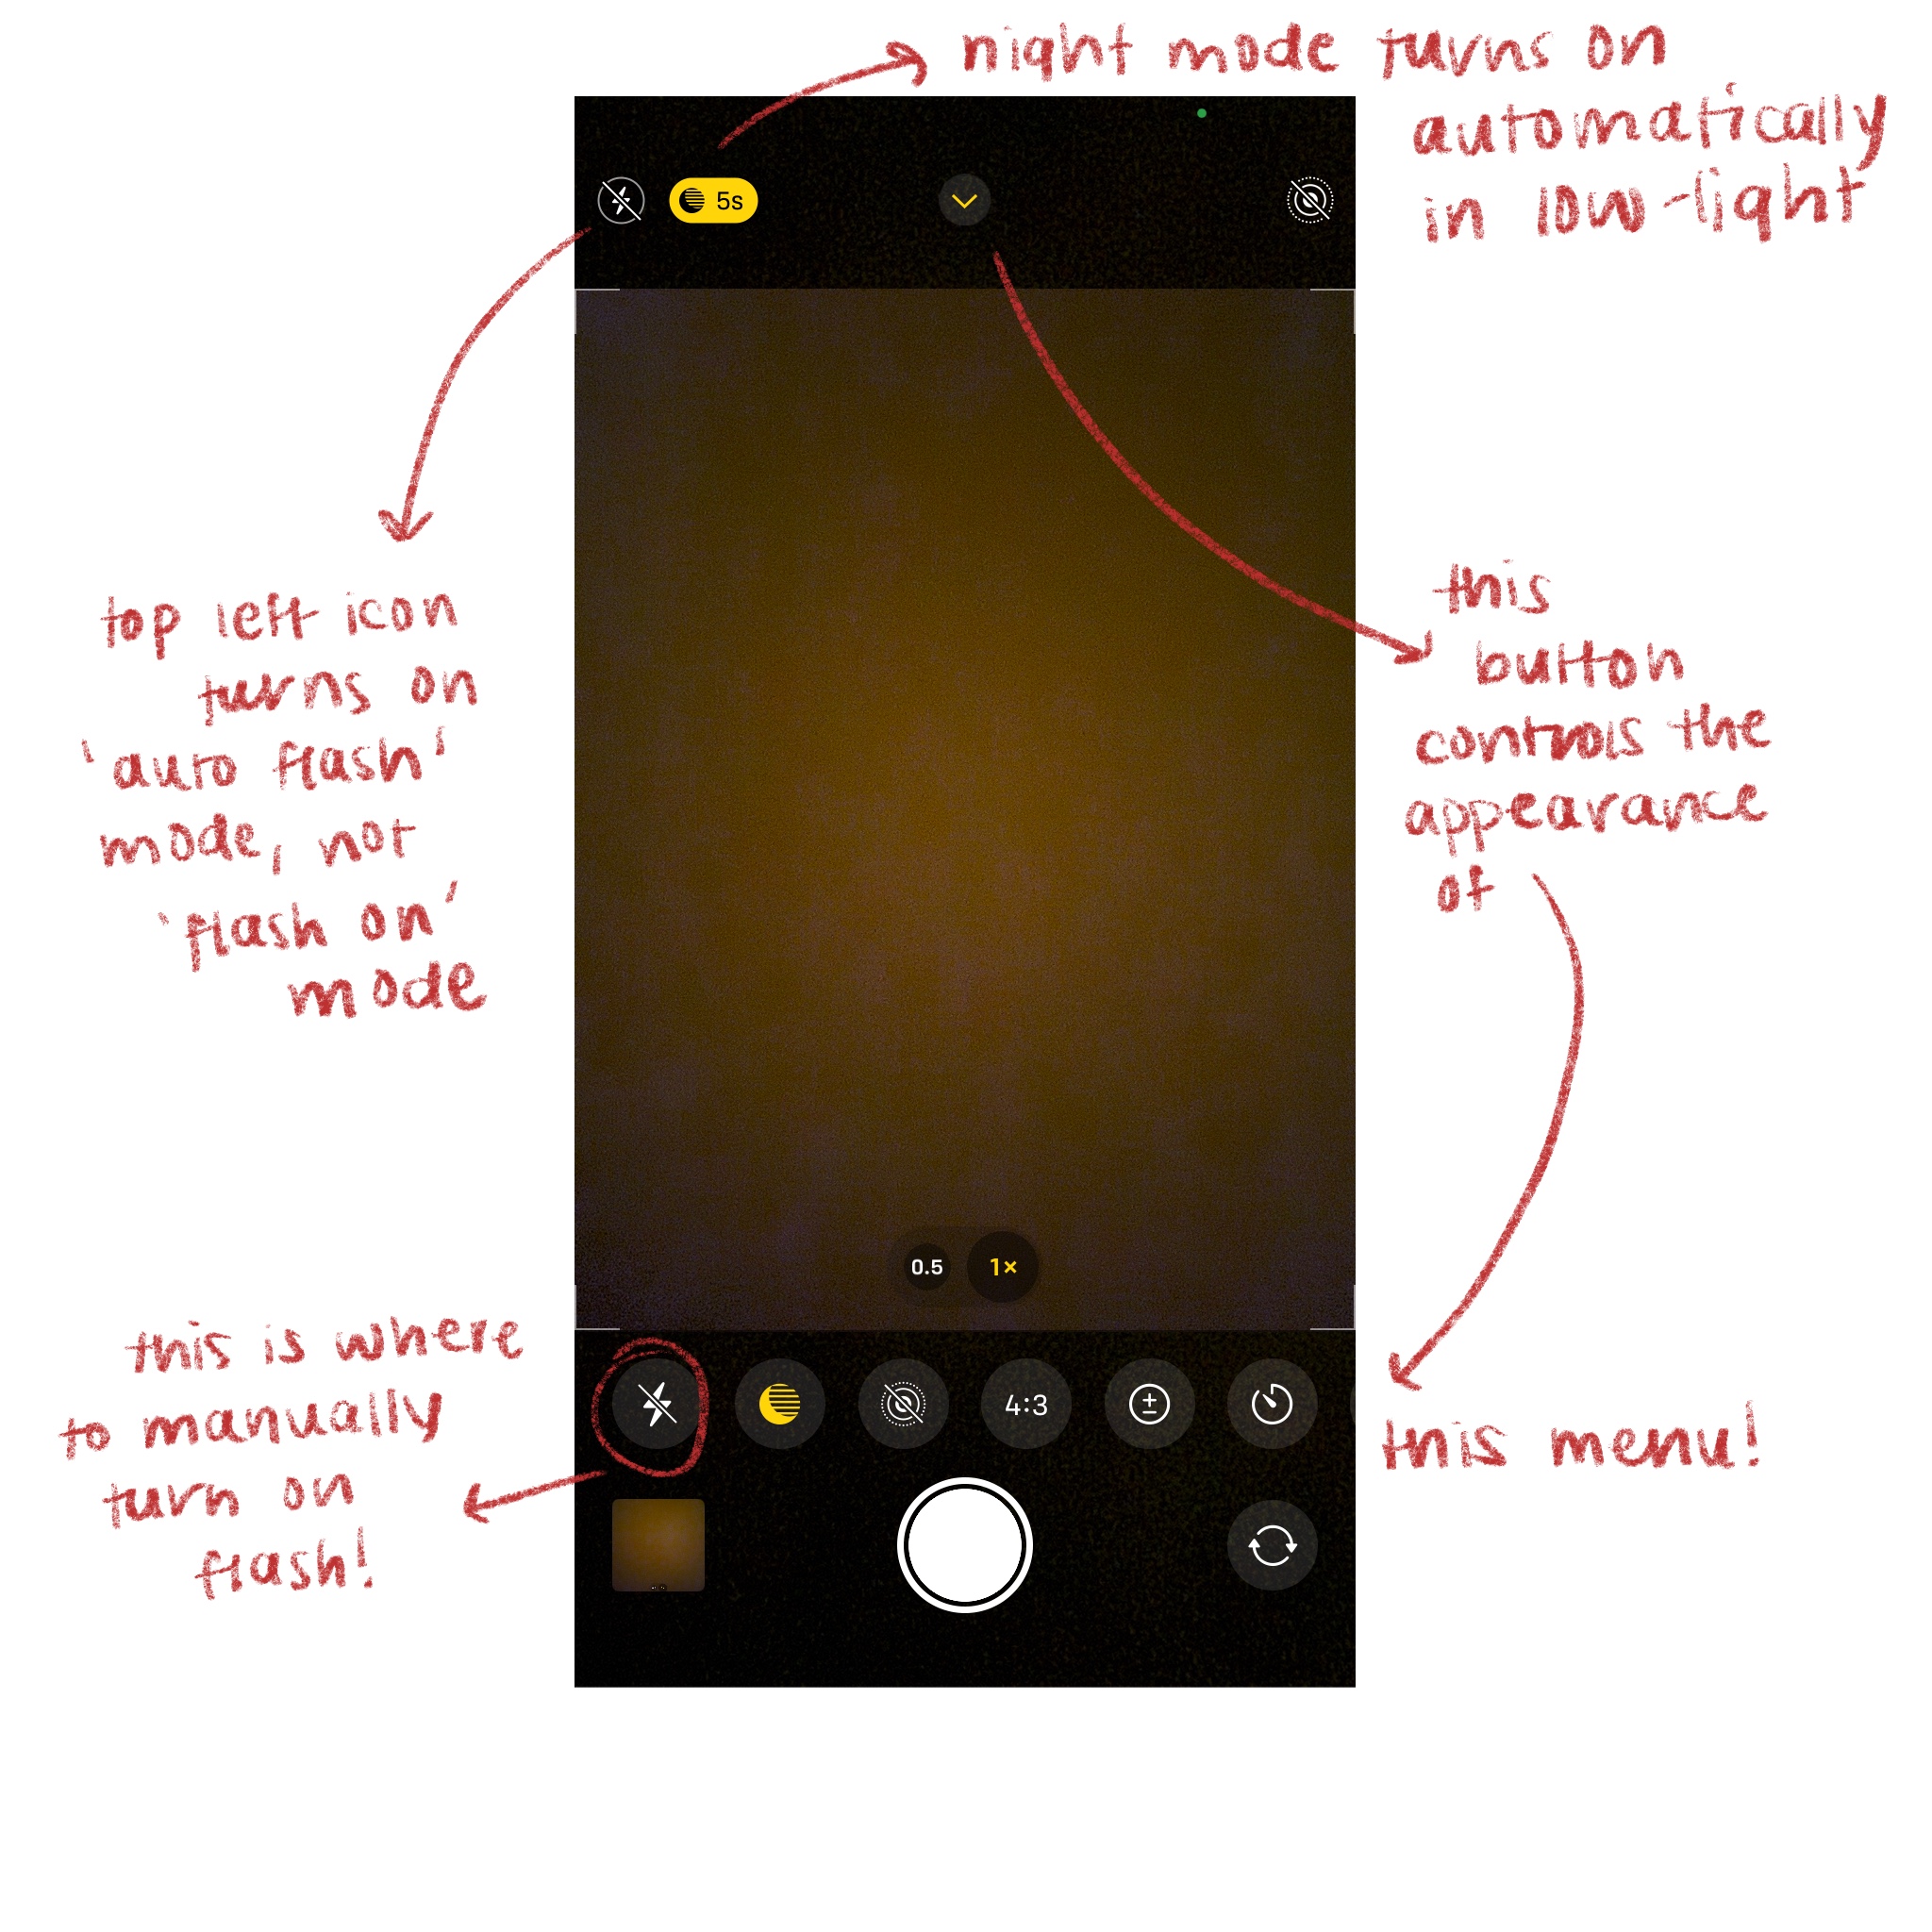 night mode turns on
automatically
in low-light
5s
top left icon
turns on
'auto flash'
mode, not
'flash on'
mode
this
button
controls the
appearance
of
0.5 1×
this is where
to manually
turn on
flash!
4:3
this menu!